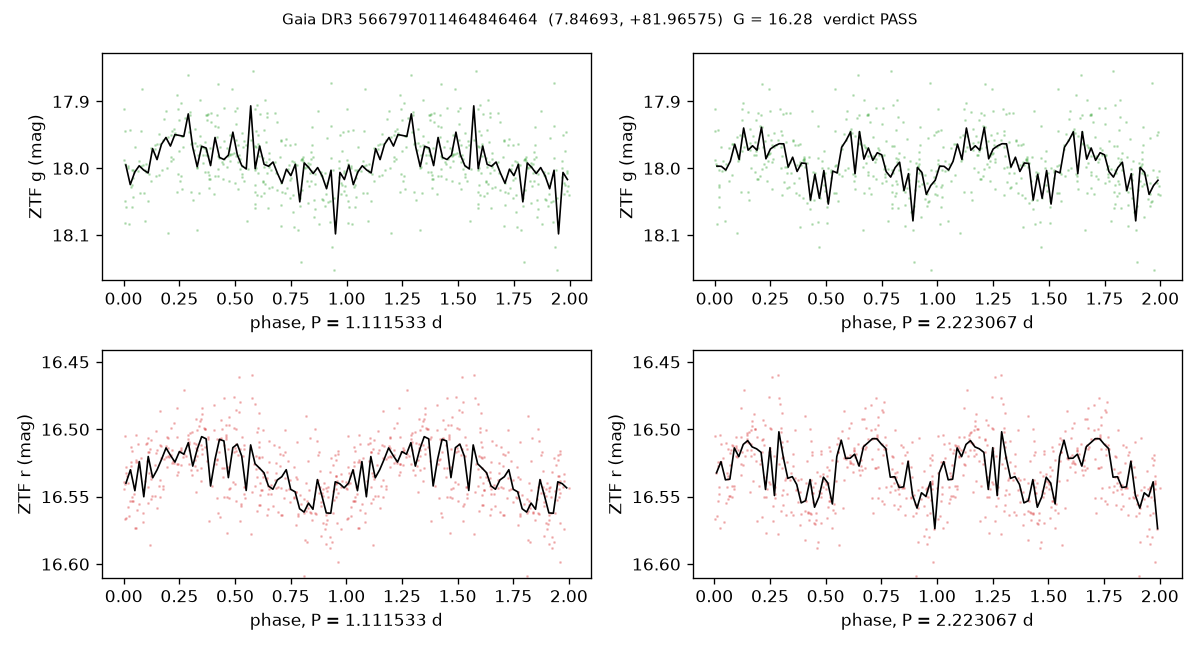 Gaia DR3 566797011464846464 (7.84693, +81.96575) G = 16.28 verdict PASS
ZTF g (mag)
17.9
18.0
18.1
0.00 0.25 0.50 0.75 1.00 1.25 1.50 1.75 2.00
phase, P = 1.111533 d
ZTF g (mag)
17.9
18.0
18.1
0.00 0.25 0.50 0.75 1.00 1.25 1.50 1.75 2.00
phase, P = 2.223067 d
ZTF r (mag)
16.45
16.50
16.55
16.60
0.00 0.25 0.50 0.75 1.00 1.25 1.50 1.75 2.00
phase, P = 1.111533 d
ZTF r (mag)
16.45
16.50
16.55
16.60
0.00 0.25 0.50 0.75 1.00 1.25 1.50 1.75 2.00
phase, P = 2.223067 d